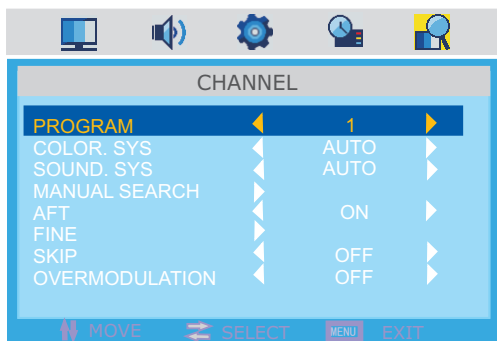 CHANNEL
PROGRAM 1
COLOR. SYS AUTO
SOUND. SYS AUTO
MANUAL SEARCH
AFT ON
FINE
SKIP OFF
OVERMODULATION OFF
MOVE SELECT MENU EXIT